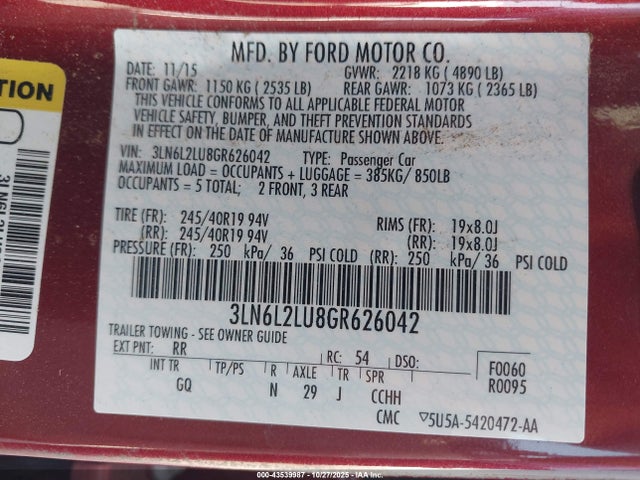 MFD. BY FORD MOTOR CO.
DATE: 11/15 GVWR: 2218 KG ( 4890 LB)
FRONT GAWR: 1150 KG ( 2535 LB) REAR GAWR: 1073 KG ( 2365 LB)
THIS VEHICLE CONFORMS TO ALL APPLICABLE FEDERAL MOTOR
VEHICLE SAFETY, BUMPER, AND THEFT PREVENTION STANDARDS
IN EFFECT ON THE DATE OF MANUFACTURE SHOWN ABOVE.
VIN: 3LN6L2LU8GR626042 TYPE: Passenger Car
MAXIMUM LOAD = OCCUPANTS + LUGGAGE = 385KG/ 850LB
OCCUPANTS = 5 TOTAL; 2 FRONT, 3 REAR
TIRE (FR): 245/40R19 94V RIMS (FR): 19x8.0J
(RR): 245/40R19 94V (RR): 19x8.0J
PRESSURE (FR): 250 kPa/ 36 PSI COLD (RR): 250 kPa/ 36 PSI COLD
3LN6L2LU8GR626042
TRAILER TOWING - SEE OWNER GUIDE
EXT PNT: RR RC: 54 DSO: F0060
R0095
INT TR TP/PS R AXLE TR SPR
GQ N 29 J CCHH
CMC ▽5U5A-5420472-AA
TION
000-43539987 - 10/27/2025 - IAA Inc.